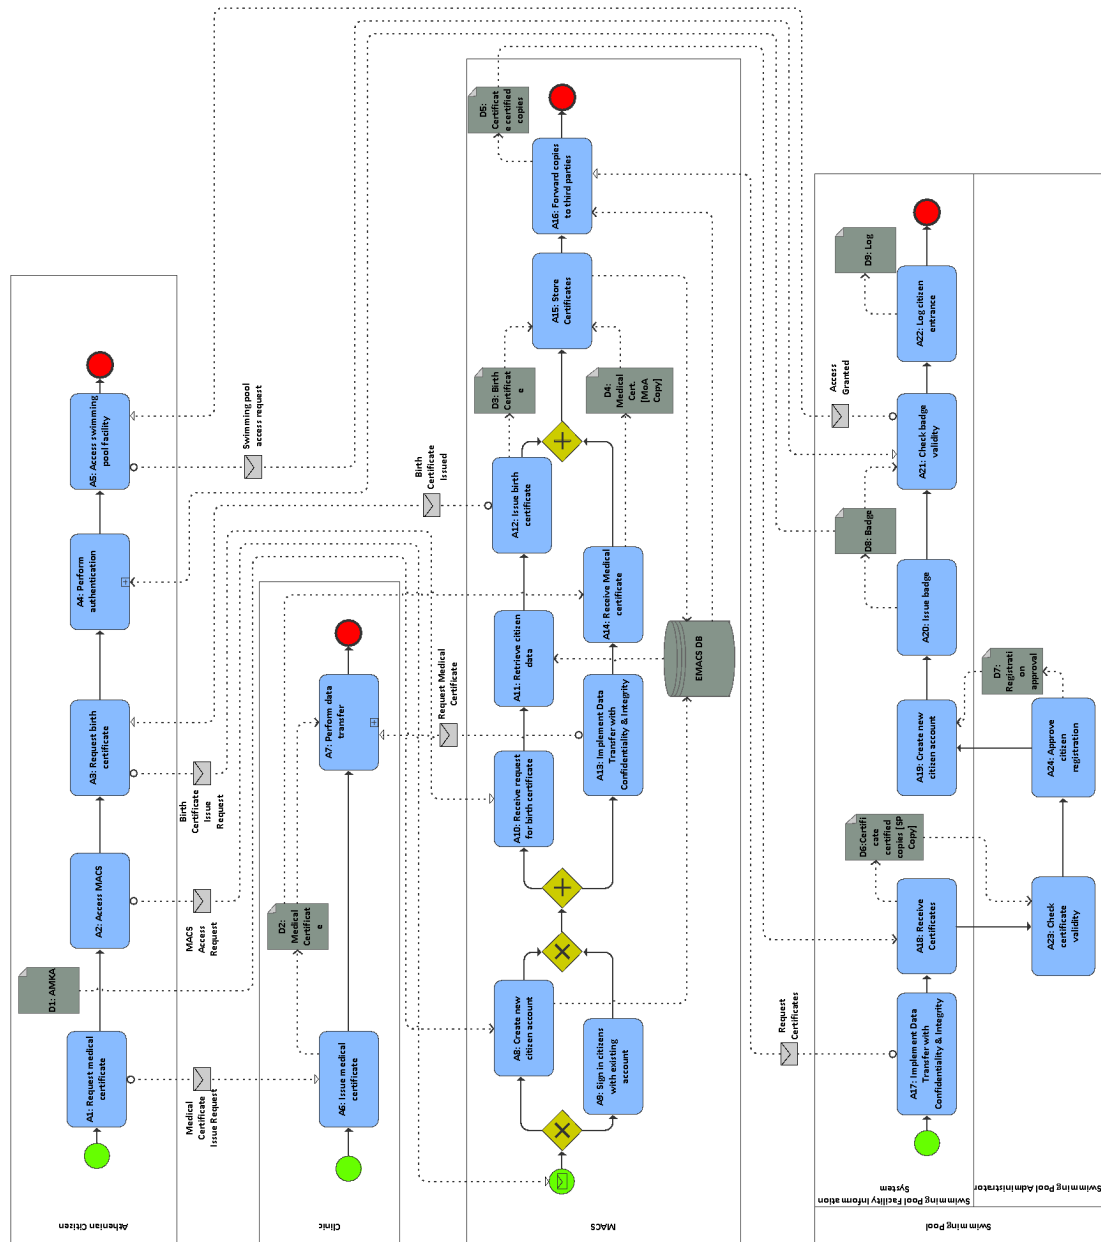 Athenian Citizen
A1: Request medical
certificate
D1: AMKA
A2: Access MACS
A3: Request birth
certificate
A4: Perform
authentication
A5: Access swimming
pool facility
Medical
Certificate
Issue Request
MACS
Access
Request
Birth
Certificate
Issue
Request
Swimming pool
access request
Clinic
A6: Issue medical
certificate
D2:
Medical
Certificat
e
A7: Perform data
transfer
Request Medical
Certificate
Birth
Certificate
Issued
MACS
A8: Create new
citizen account
A9: Sign in citizens
with existing
account
A10: Receive request
for birth certificate
A11: Retrieve citizen
data
A12: Issue birth
certificate
A13: Implement Data
Transfer with
Confidentiality & Integrity
A14: Receive Medical
certificate
D3: Birth
Certificat
e
D4:
Medical
Cert.
[MoA
Copy]
EMACS DB
A15: Store
Certificates
A16: Forward copies
to third parties
D5:
Certificat
e certified
copies
Request
Certificates
Access
Granted
Swimming Pool
Swimming Pool Facility Information
System
A17: Implement Data
Transfer with
Confidentiality & Integrity
A18: Receive
Certificates
D6:Certifi
cate
certified
copies [SP
Copy]
A19: Create new
citizen account
A20: Issue badge
D8: Badge
A21: Check badge
validity
A22: Log citizen
entrance
D9: Log
Swimming Pool Administrator
A23: Check
certificate
validity
A24: Approve
citizen
registration
D7:
Registrati
on
approval